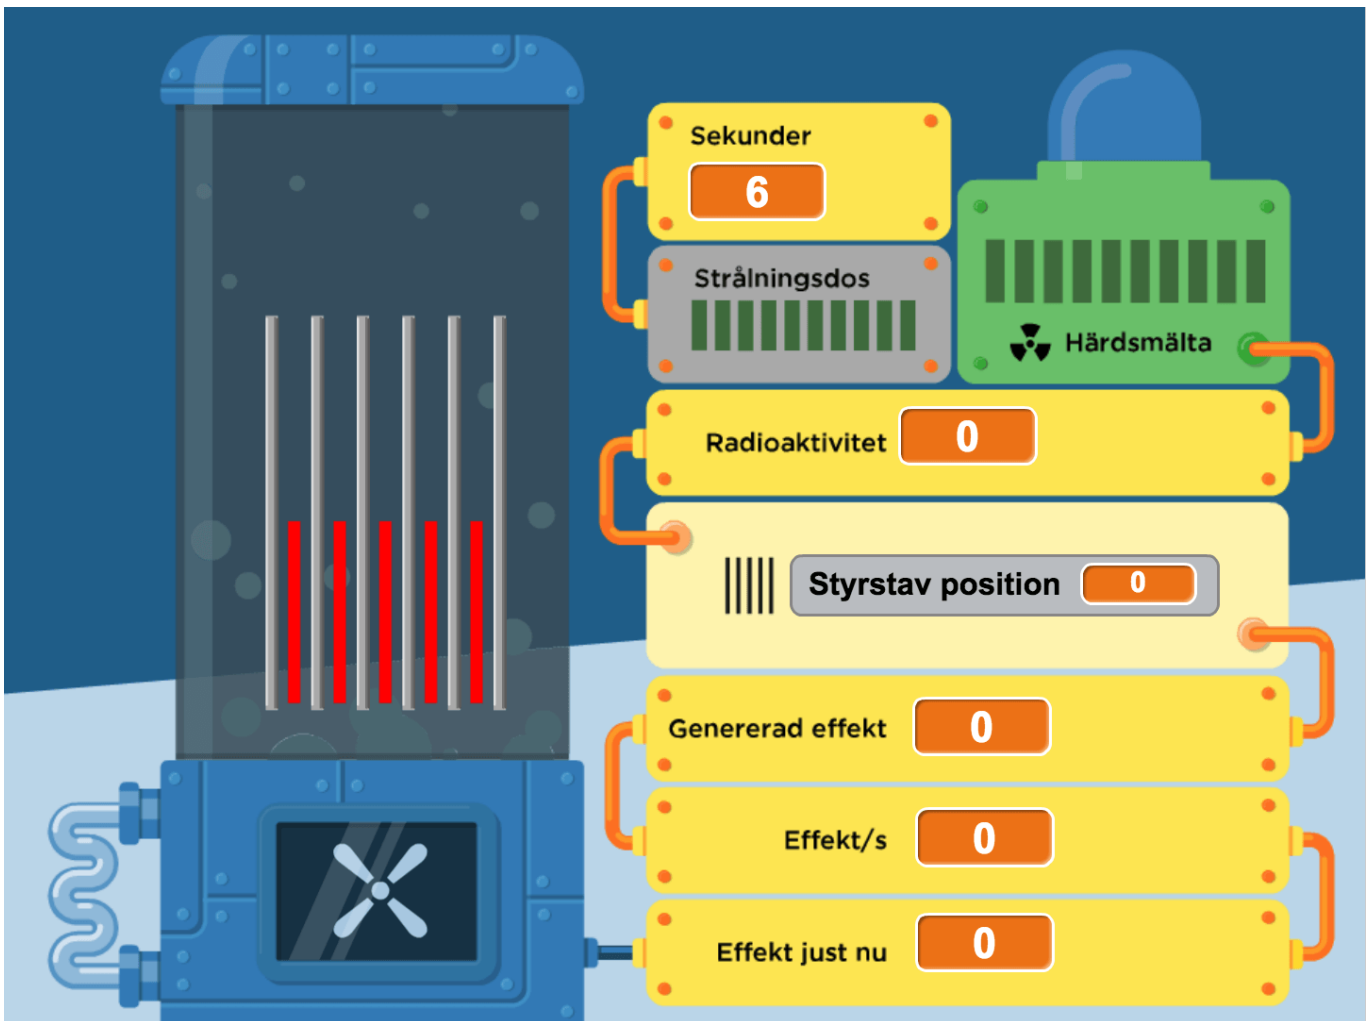 Sekunder
6
Strålningsdos
Härdsmälta
Radioaktivitet 0
Styrstav position 0
Genererad effekt 0
Effekt/s 0
Effekt just nu 0